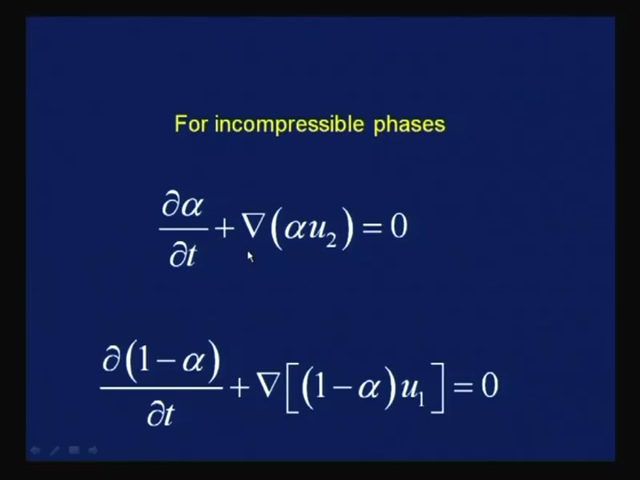 For incompressible phases
∂α/∂t + ∇(αu₂) = 0
∂(1−α)/∂t + ∇[(1−α)u₁] = 0